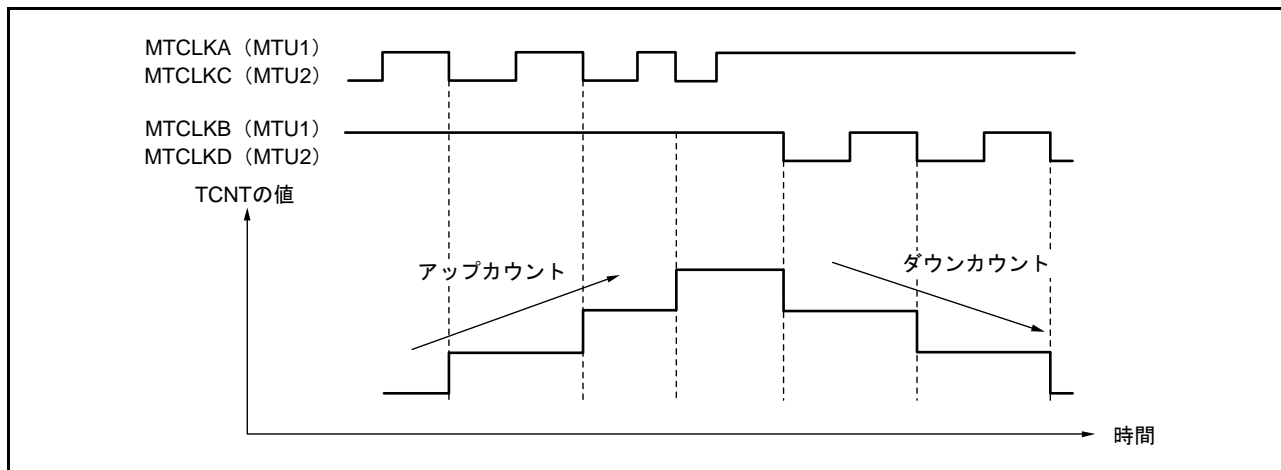 MTCLKA（MTU1）
MTCLKC（MTU2）
MTCLKB（MTU1）
MTCLKD（MTU2）
TCNTの値
アップカウント
ダウンカウント
時間